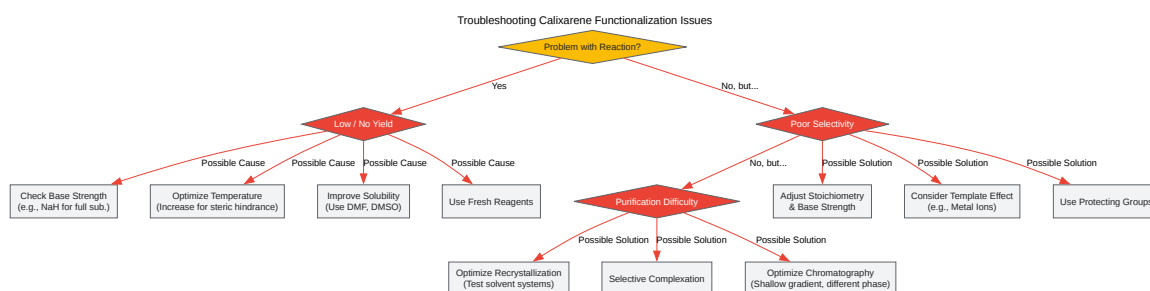 Troubleshooting Calixarene Functionalization Issues
Problem with Reaction?
Yes
No, but...
Low / No Yield
Poor Selectivity
Possible Cause
Possible Cause
Possible Cause
Possible Cause
No, but...
Possible Solution
Possible Solution
Possible Solution
Check Base Strength
(e.g., NaH for full sub.)
Optimize Temperature
(Increase for steric hindrance)
Improve Solubility
(Use DMF, DMSO)
Use Fresh Reagents
Purification Difficulty
Adjust Stoichiometry
& Base Strength
Consider Template Effect
(e.g., Metal Ions)
Use Protecting Groups
Possible Solution
Possible Solution
Possible Solution
Optimize Recrystallization
(Test solvent systems)
Selective Complexation
Optimize Chromatography
(Shallow gradient, different phase)